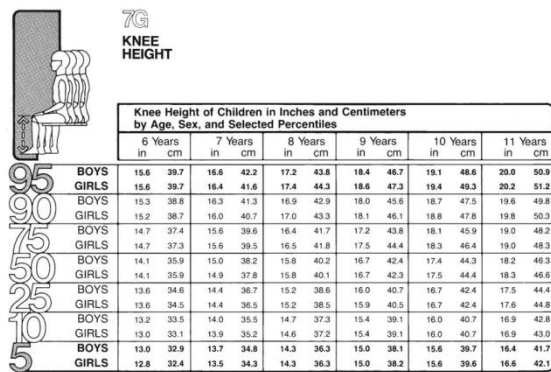 7G
KNEE
HEIGHT
Knee Height of Children in Inches and Centimeters
by Age, Sex, and Selected Percentiles
6 Years 7 Years 8 Years 9 Years 10 Years 11 Years
in cm in cm in cm in cm in cm in cm
95 BOYS 15.6 39.7 16.6 42.2 17.2 43.8 18.4 46.7 19.1 48.6 20.0 50.9
GIRLS 15.6 39.7 16.4 41.6 17.4 44.3 18.6 47.3 19.4 49.3 20.2 51.2
90 BOYS 15.3 38.8 16.3 41.3 16.9 42.9 18.0 45.6 18.7 47.5 19.6 49.8
GIRLS 15.2 38.7 16.0 40.7 17.0 43.3 18.1 46.1 18.8 47.8 19.8 50.3
75 BOYS 14.7 37.4 15.6 39.6 16.4 41.7 17.2 43.8 18.1 45.9 19.0 48.2
GIRLS 14.7 37.3 15.6 39.5 16.5 41.8 17.5 44.4 18.3 46.4 19.0 48.3
50 BOYS 14.1 35.9 15.0 38.2 15.8 40.2 16.7 42.4 17.4 44.3 18.2 46.3
GIRLS 14.1 35.9 14.9 37.8 15.8 40.1 16.7 42.3 17.5 44.4 18.3 46.6
25 BOYS 13.6 34.6 14.4 36.7 15.2 38.6 16.0 40.7 16.7 42.4 17.5 44.4
GIRLS 13.6 34.5 14.4 36.5 15.2 38.5 15.9 40.5 16.7 42.4 17.6 44.8
10 BOYS 13.2 33.5 14.0 35.5 14.7 37.3 15.4 39.1 16.0 40.7 16.9 42.8
GIRLS 13.0 33.1 13.9 35.2 14.6 37.2 15.4 39.1 16.0 40.7 16.9 43.0
5 BOYS 13.0 32.9 13.7 34.8 14.3 36.3 15.0 38.1 15.6 39.7 16.4 41.7
GIRLS 12.8 32.4 13.5 34.3 14.3 36.3 15.0 38.2 15.6 39.6 16.6 42.1